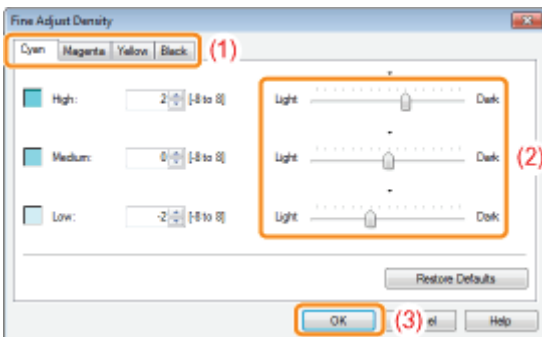 Fine Adjust Density
Cyan Magenta Yellow Black (1)
High: 2 [-8 to 8] Light Dark
Medium: 0 [-8 to 8] Light Dark (2)
Low: -2 [-8 to 8] Light Dark
Restore Defaults
OK (3) el Help